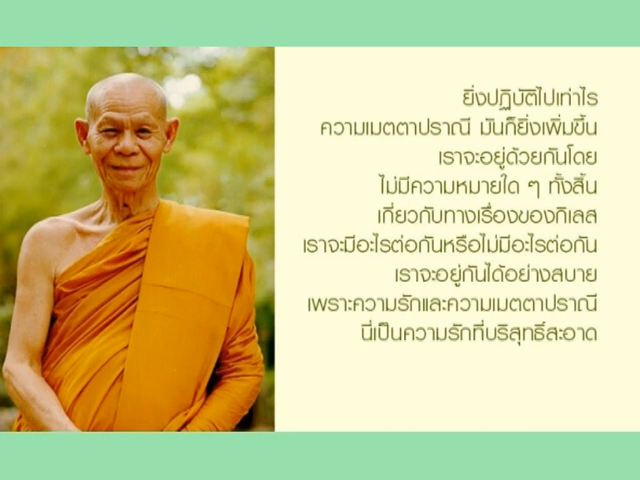 ยิ่งปฏิบัติไปเท่าไร
ความเมตตาปราณี มันก็ยิ่งเพิ่มขึ้น
เราจะอยู่ด้วยกันโดย
ไม่มีความหมายใด ๆ ทั้งสิ้น
เกี่ยวกับทางเรื่องของกิเลส
เราจะมีอะไรต่อกันหรือไม่มีอะไรต่อกัน
เราจะอยู่กันได้อย่างสบาย
เพราะความรักและความเมตตาปราณี
นี่เป็นความรักที่บริสุทธิ์สะอาด